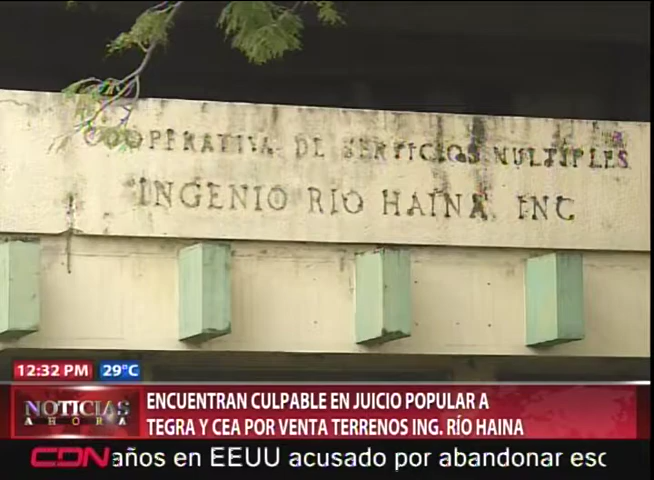 COOPERATIVA DE SERVICIOS MULTIPLES
INGENIO RIO HAINA, INC
12:32 PM 29°C
NOTICIAS
AHORA
ENCUENTRAN CULPABLE EN JUICIO POPULAR A
TEGRA Y CEA POR VENTA TERRENOS ING. RÍO HAINA
CDN años en EEUU acusado por abandonar esc